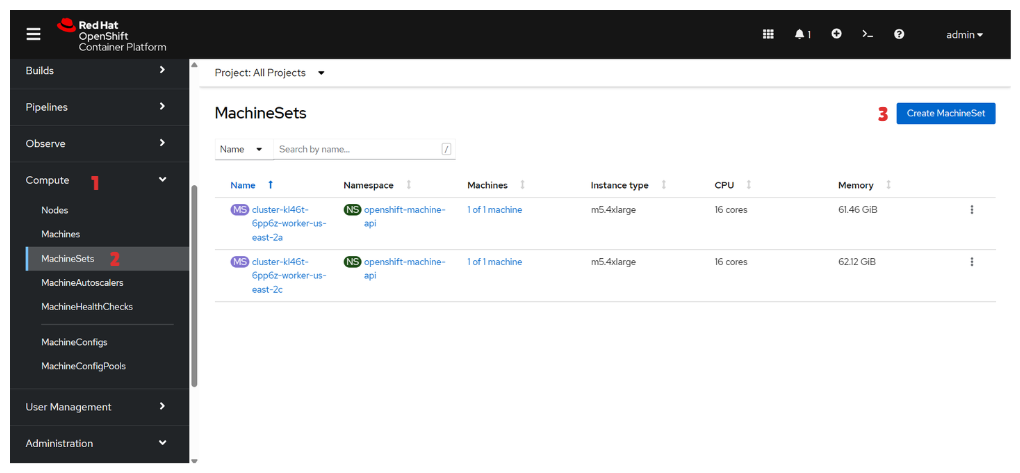 Red Hat
OpenShift
Container Platform
1
admin
Builds
Pipelines
Observe
Compute 1
Nodes
Machines
MachineSets 2
MachineAutoscalers
MachineHealthChecks
MachineConfigs
MachineConfigPools
User Management
Administration
Project: All Projects
MachineSets
3 Create MachineSet
Name Search by name... /
Name Namespace Machines Instance type CPU Memory
MS cluster-kl46t- NS openshift-machine- 1 of 1 machine m5.4xlarge 16 cores 61.46 GiB
6pp6z-worker-us- api
east-2a
MS cluster-kl46t- NS openshift-machine- 1 of 1 machine m5.4xlarge 16 cores 62.12 GiB
6pp6z-worker-us- api
east-2c